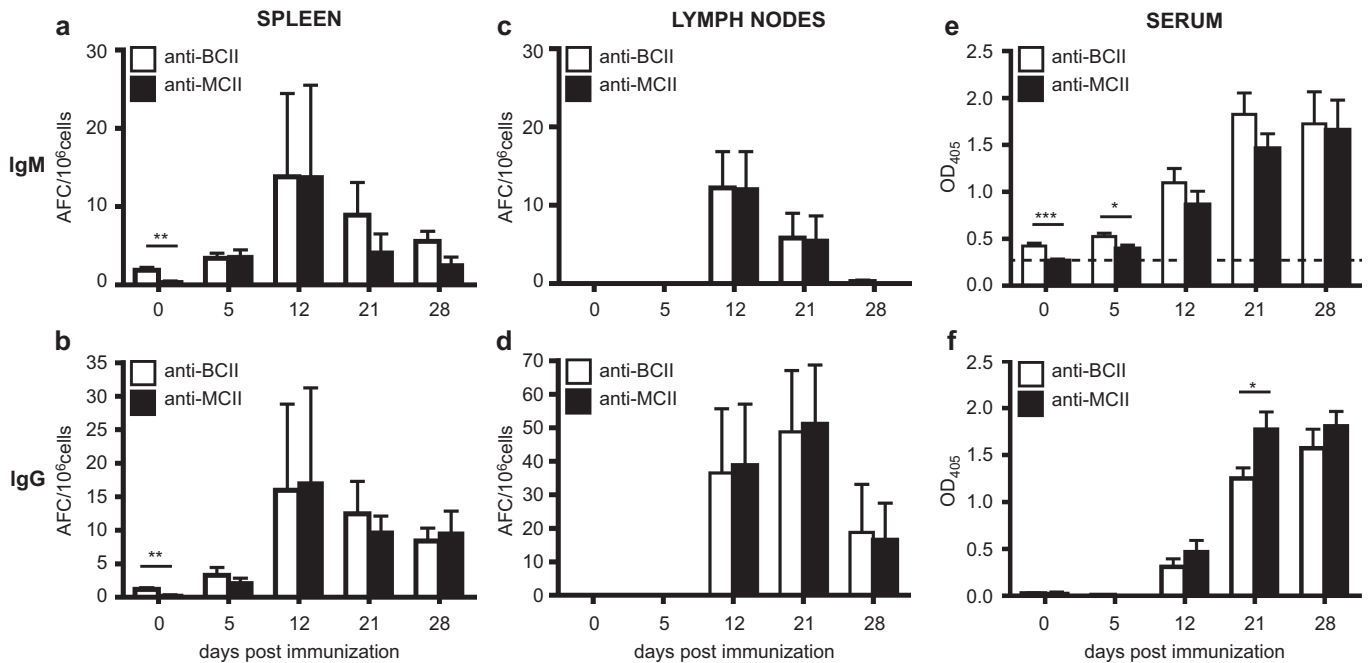 SPLEEN
LYMPH NODES
SERUM
IgM
IgG
a
anti-BCII
anti-MCII
AFC/10⁶cells
30
20
10
0
**
0 5 12 21 28
c
anti-BCII
anti-MCII
AFC/10⁶cells
30
20
10
0
0 5 12 21 28
e
anti-BCII
anti-MCII
OD₄₀₅
2.5
2.0
1.5
1.0
0.5
0.0
***
*
0 5 12 21 28
b
anti-BCII
anti-MCII
AFC/10⁶cells
35
30
25
20
15
10
5
0
**
0 5 12 21 28
days post immunization
d
anti-BCII
anti-MCII
AFC/10⁶cells
70
60
50
40
30
20
10
0
0 5 12 21 28
days post immunization
f
anti-BCII
anti-MCII
OD₄₀₅
2.5
2.0
1.5
1.0
0.5
0.0
*
0 5 12 21 28
days post immunization